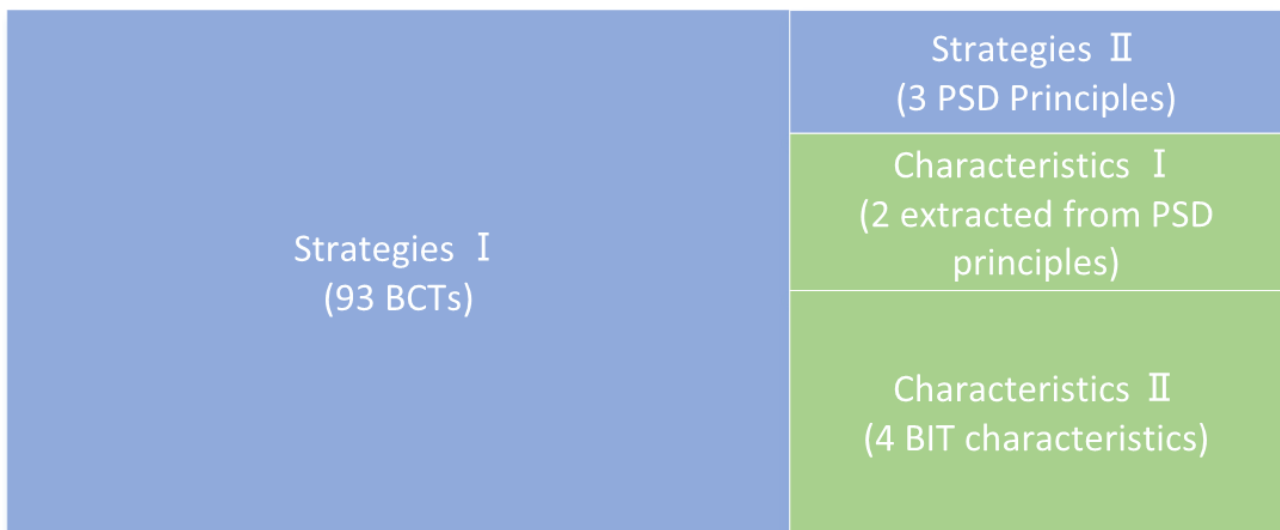 Strategies Ⅰ
(93 BCTs)
Strategies Ⅱ
(3 PSD Principles)
Characteristics Ⅰ
(2 extracted from PSD
principles)
Characteristics Ⅱ
(4 BIT characteristics)